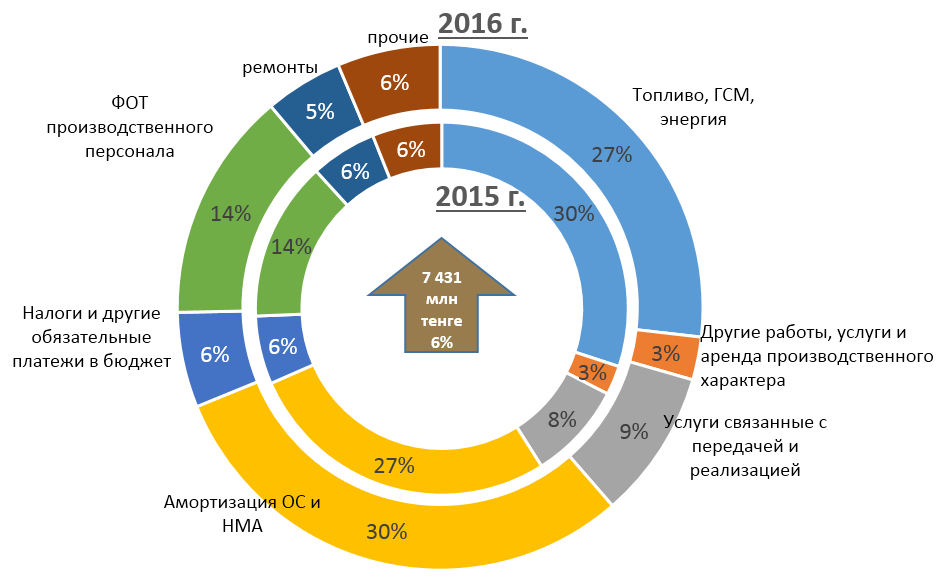 2016 г.
прочие
6%
ремонты
5%
ФОТ
производственного
персонала
14%
Топливо, ГСМ,
энергия
27%
6%
6%
14%
2015 г.
30%
7 431
млн
тенге
6%
Налоги и другие
обязательные
платежи в бюджет
6%
6%
Другие работы, услуги и
аренда производственного
характера
3%
3%
8%
9%
Услуги связанные с
передачей и
реализацией
27%
Амортизация ОС и
НМА
30%